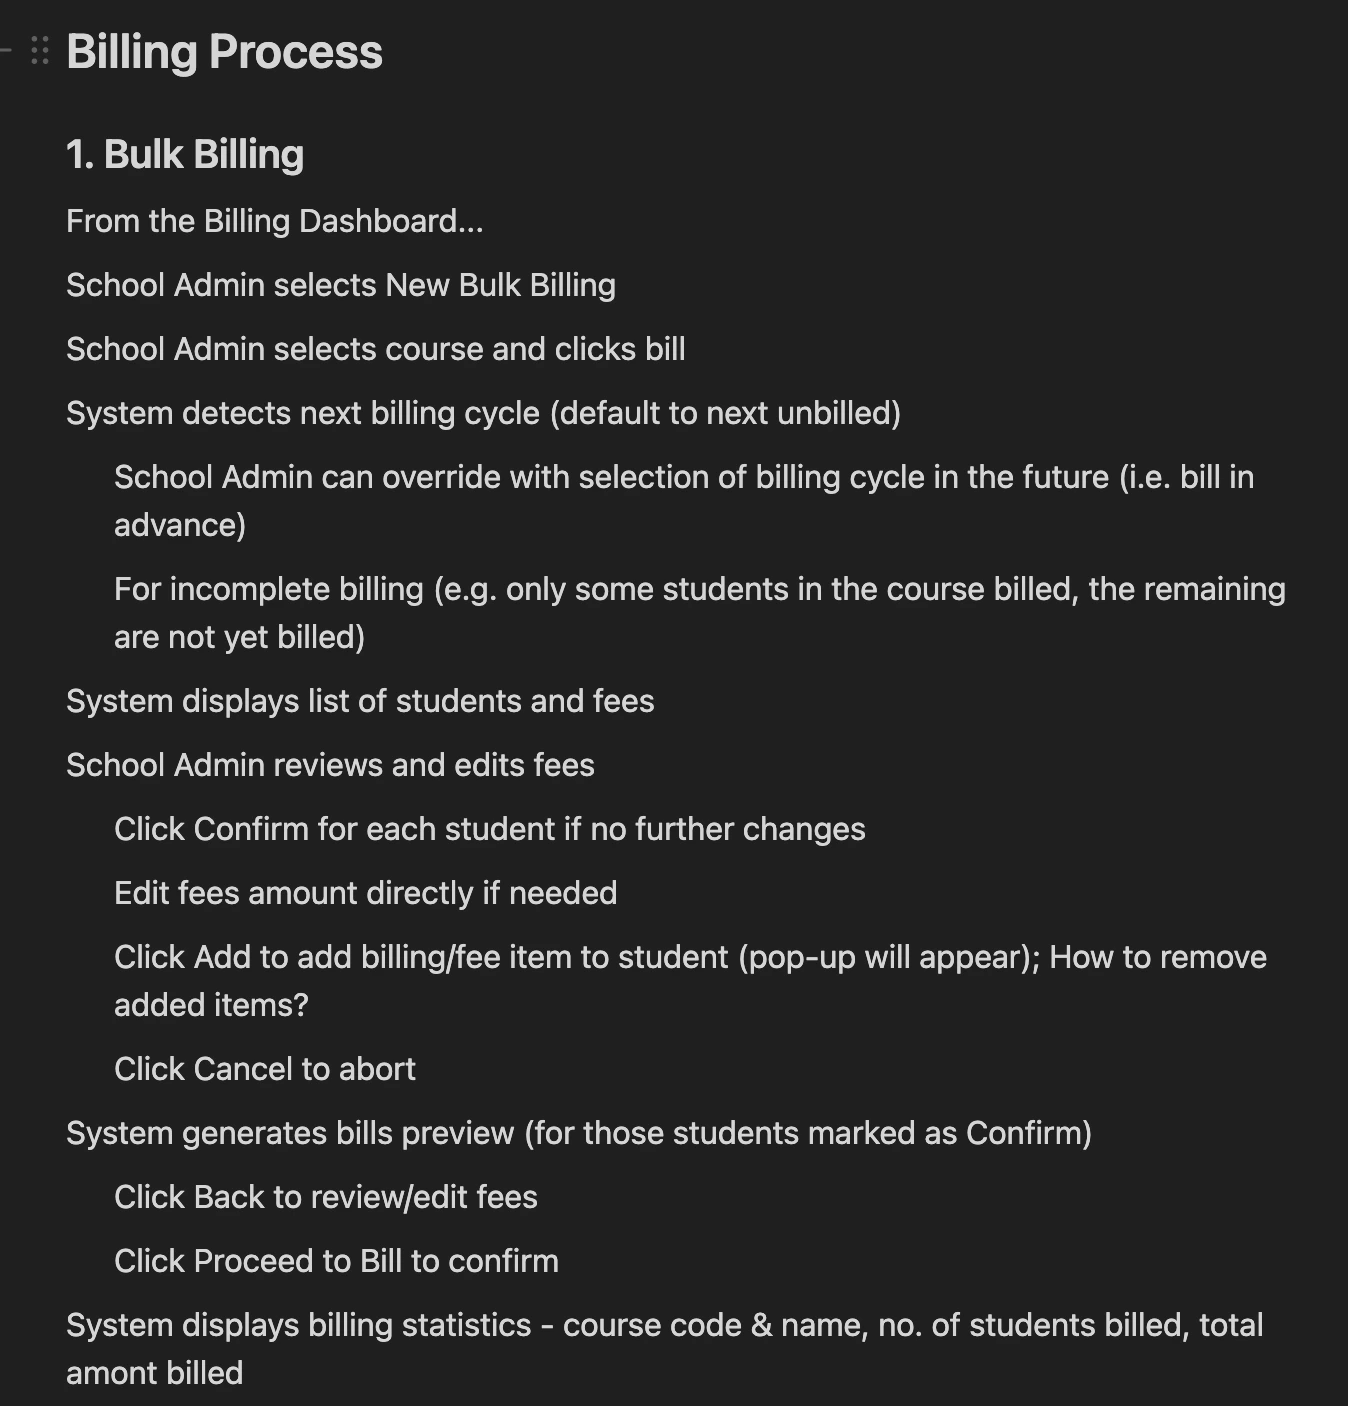 Billing Process
1. Bulk Billing
From the Billing Dashboard...
School Admin selects New Bulk Billing
School Admin selects course and clicks bill
System detects next billing cycle (default to next unbilled)
School Admin can override with selection of billing cycle in the future (i.e. bill in
advance)
For incomplete billing (e.g. only some students in the course billed, the remaining
are not yet billed)
System displays list of students and fees
School Admin reviews and edits fees
Click Confirm for each student if no further changes
Edit fees amount directly if needed
Click Add to add billing/fee item to student (pop-up will appear); How to remove
added items?
Click Cancel to abort
System generates bills preview (for those students marked as Confirm)
Click Back to review/edit fees
Click Proceed to Bill to confirm
System displays billing statistics - course code & name, no. of students billed, total
amont billed